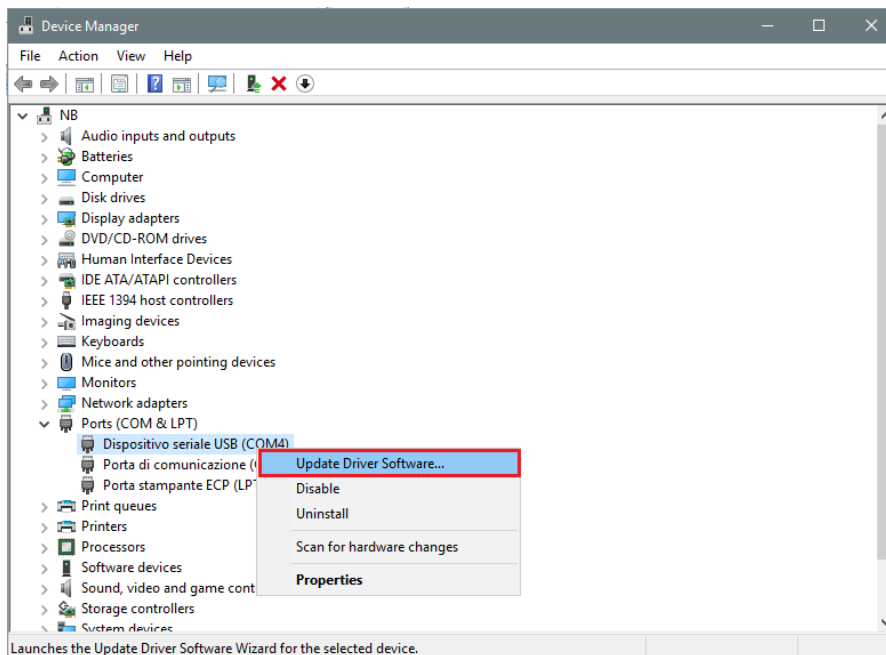 Device Manager
File Action View Help
NB
Audio inputs and outputs
Batteries
Computer
Disk drives
Display adapters
DVD/CD-ROM drives
Human Interface Devices
IDE ATA/ATAPI controllers
IEEE 1394 host controllers
Imaging devices
Keyboards
Mice and other pointing devices
Monitors
Network adapters
Ports (COM & LPT)
Dispositivo seriale USB (COM4)
Porta di comunicazione (
Porta stampante ECP (LPT
Print queues
Printers
Processors
Software devices
Sound, video and game cont
Storage controllers
System devices
Update Driver Software...
Disable
Uninstall
Scan for hardware changes
Properties
Launches the Update Driver Software Wizard for the selected device.